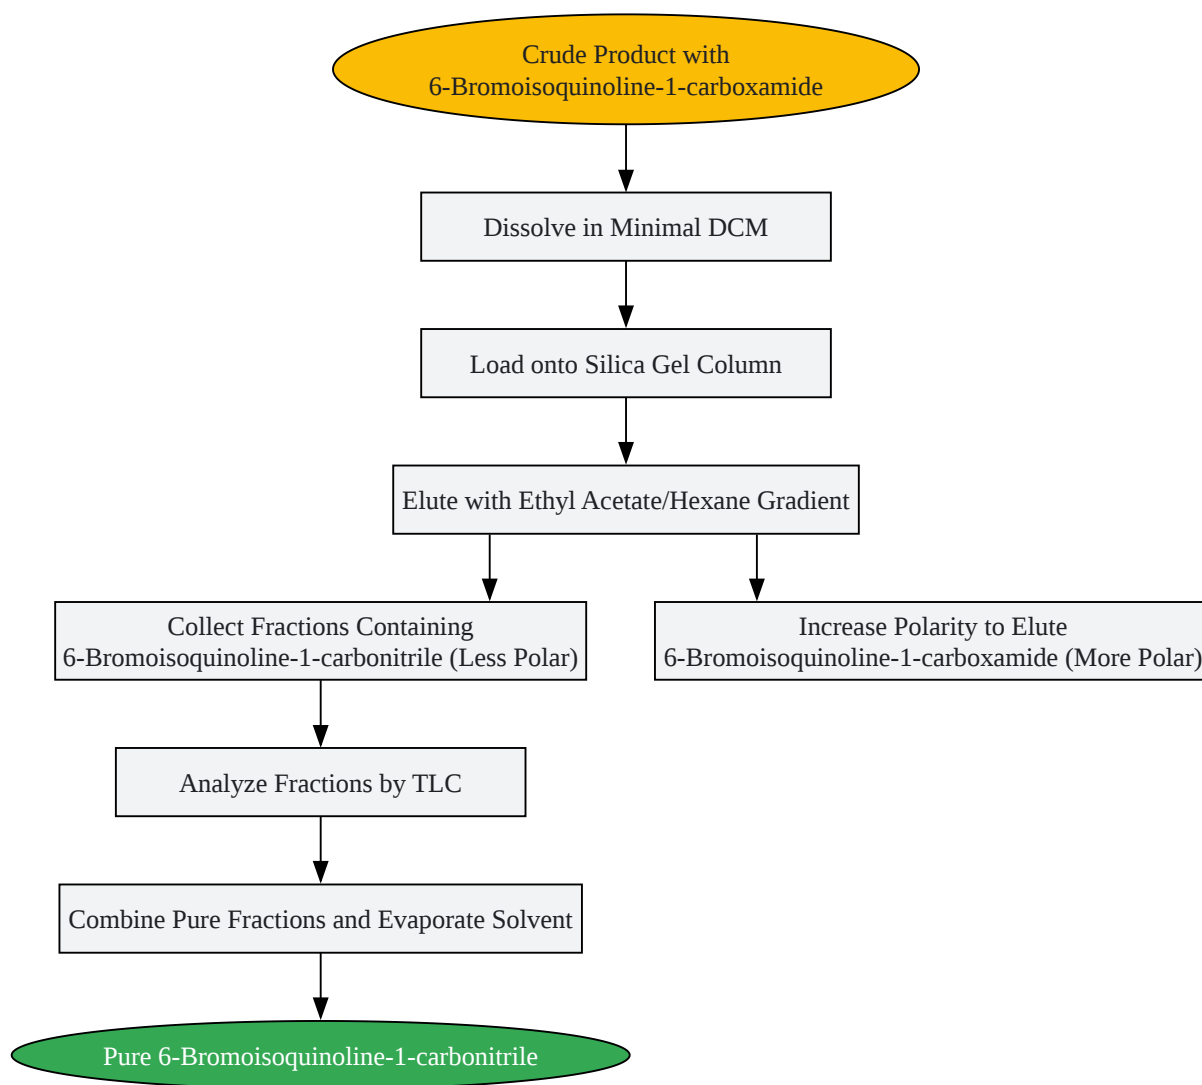 Crude Product with
6-Bromoisoquinoline-1-carboxamide
Dissolve in Minimal DCM
Load onto Silica Gel Column
Elute with Ethyl Acetate/Hexane Gradient
Collect Fractions Containing
6-Bromoisoquinoline-1-carbonitrile (Less Polar)
Increase Polarity to Elute
6-Bromoisoquinoline-1-carboxamide (More Polar)
Analyze Fractions by TLC
Combine Pure Fractions and Evaporate Solvent
Pure 6-Bromoisoquinoline-1-carbonitrile